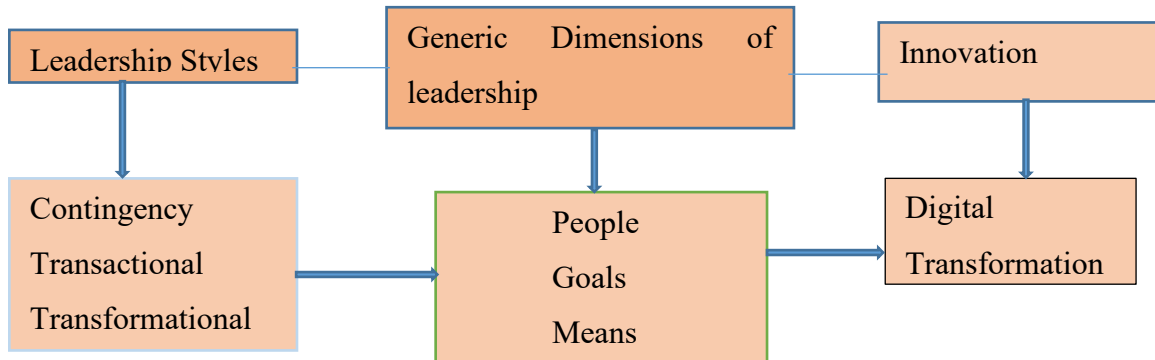 Leadership Styles
Generic Dimensions of
leadership
Innovation
Contingency
Transactional
Transformational
People
Goals
Means
Digital
Transformation